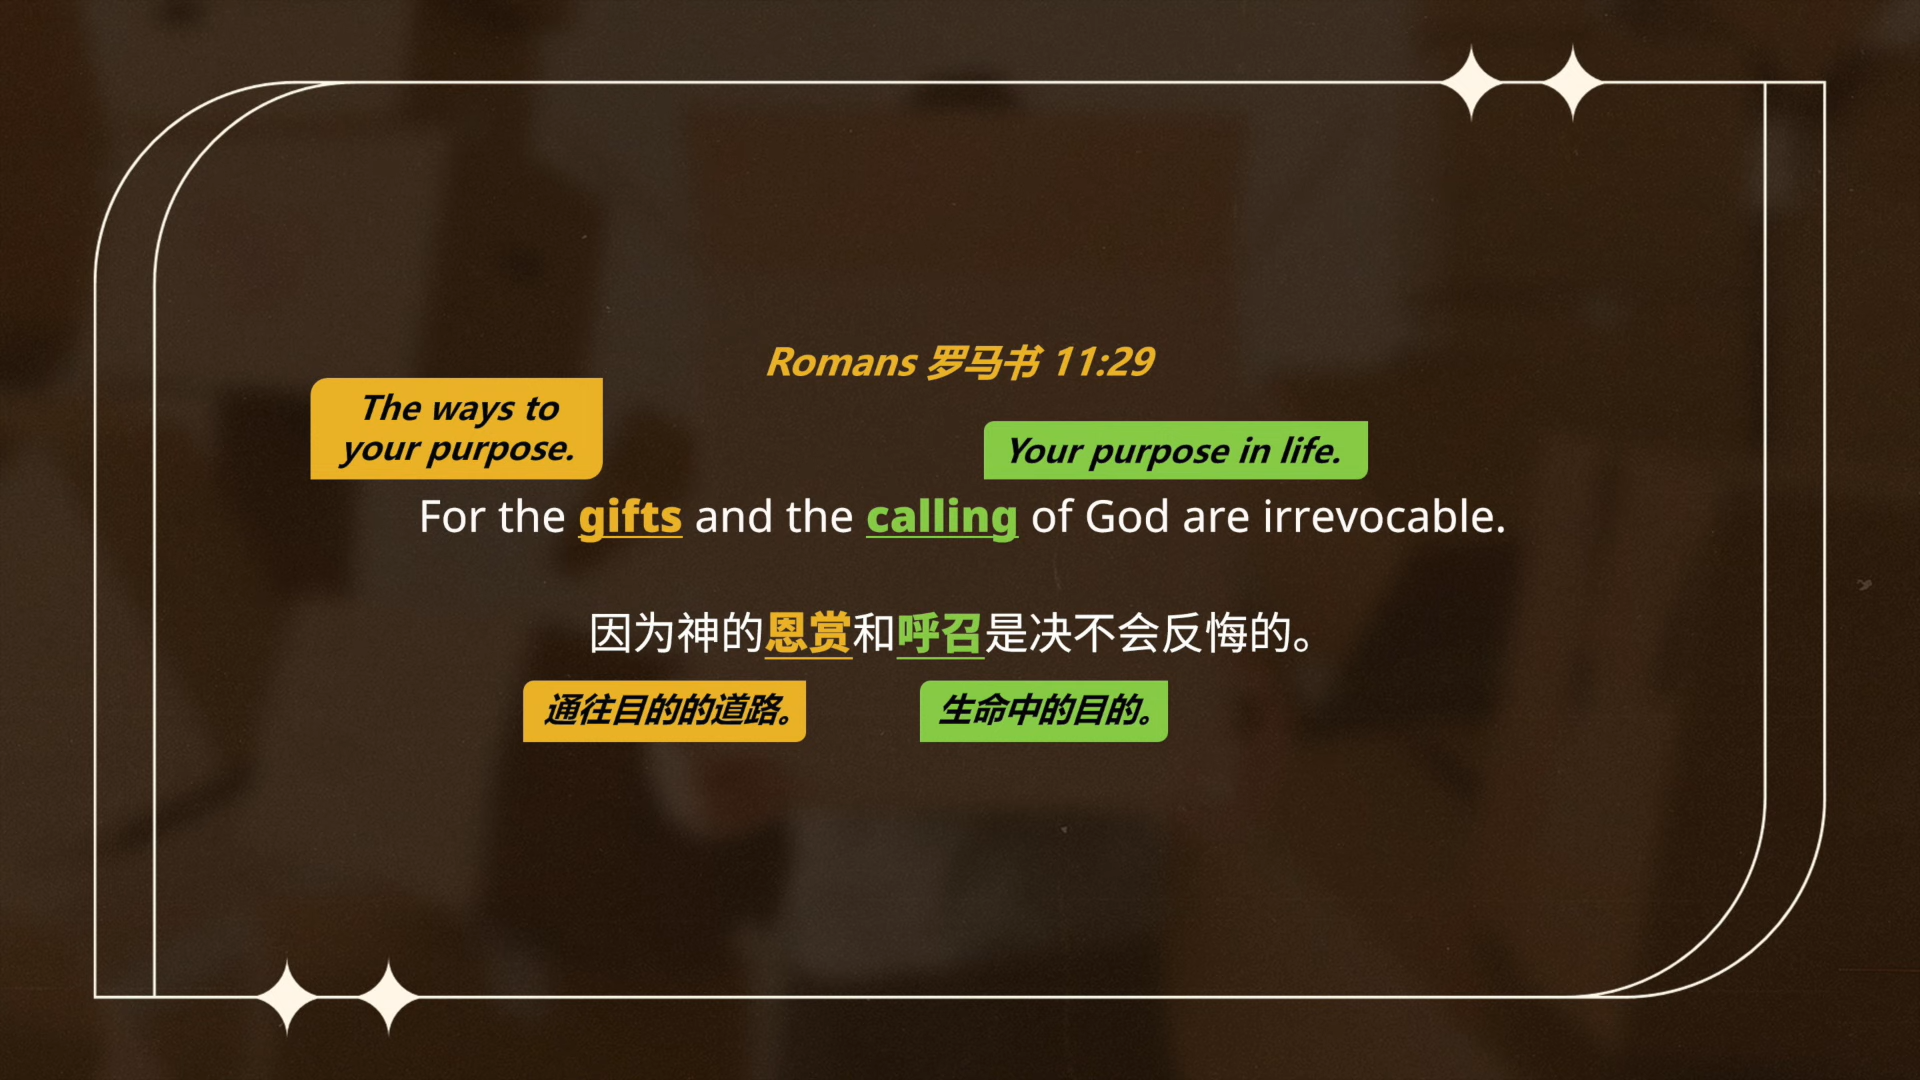 Romans 罗马书 11:29
The ways to
your purpose.
Your purpose in life.
For the gifts and the calling of God are irrevocable.
因为神的恩赏和呼召是决不会反悔的。
通往目的的道路。
生命中的目的。